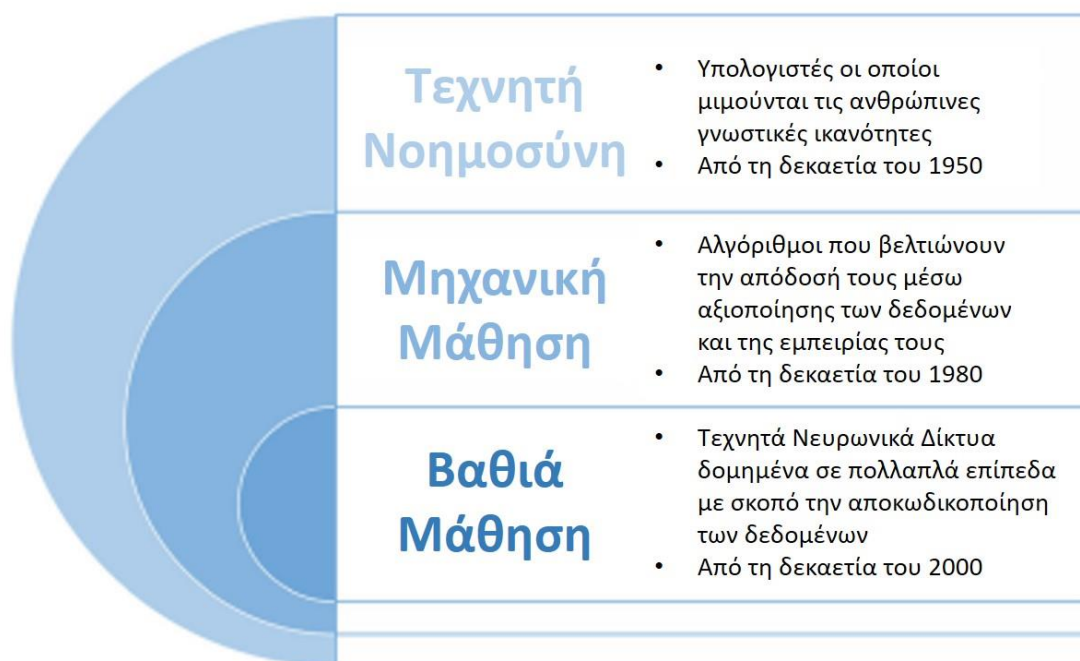 Τεχνητή
Νοημοσύνη
• Υπολογιστές οι οποίοι
μιμούνται τις ανθρώπινες
γνωστικές ικανότητες
• Από τη δεκαετία του 1950
Μηχανική
Μάθηση
• Αλγόριθμοι που βελτιώνουν
την απόδοσή τους μέσω
αξιοποίησης των δεδομένων
και της εμπειρίας τους
• Από τη δεκαετία του 1980
Βαθιά
Μάθηση
• Τεχνητά Νευρωνικά Δίκτυα
δομημένα σε πολλαπλά επίπεδα
με σκοπό την αποκωδικοποίηση
των δεδομένων
• Από τη δεκαετία του 2000